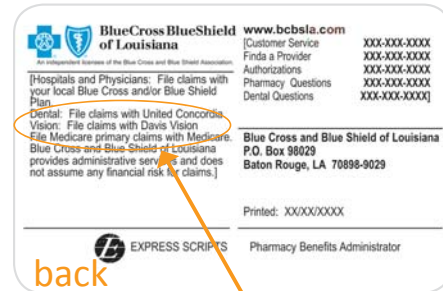 BlueCross BlueShield
of Louisiana
An independent licensee of the Blue Cross and Blue Shield Association.
[Hospitals and Physicians: File claims with
your local Blue Cross and/or Blue Shield
Plan.
Dental: File claims with United Concordia
Vision: File claims with Davis Vision
File Medicare primary claims with Medicare.
Blue Cross and Blue Shield of Louisiana
provides administrative services and does
not assume any financial risk for claims.]
www.bcbsla.com
[Customer Service XXX-XXX-XXXX
Find a Provider XXX-XXX-XXXX
Authorizations XXX-XXX-XXXX
Pharmacy Questions XXX-XXX-XXXX
Dental Questions XXX-XXX-XXXX]
Blue Cross and Blue Shield of Louisiana
P.O. Box 98029
Baton Rouge, LA 70898-9029
Printed: XX/XX/XXXX
EXPRESS SCRIPTS
Pharmacy Benefits Administrator
back